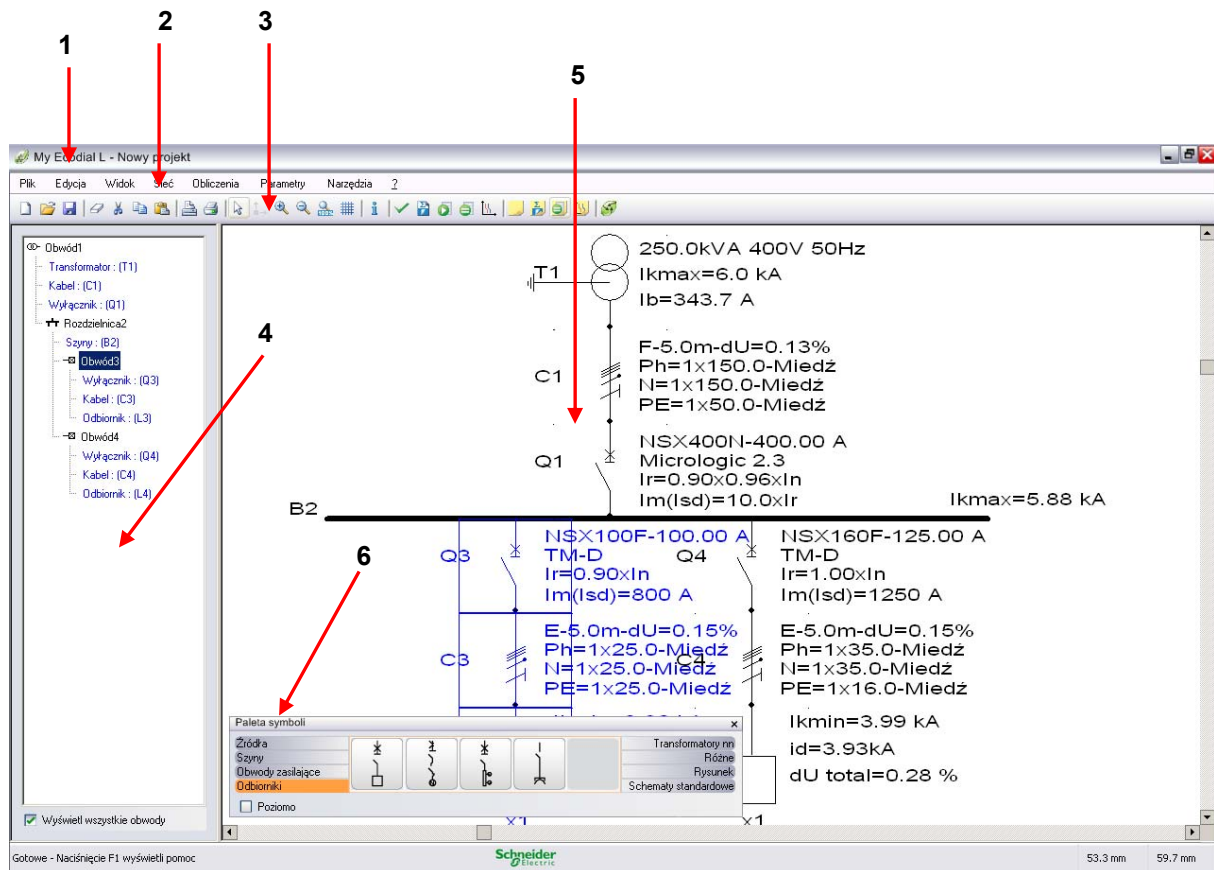 1
2
3
5
My Ecodial L - Nowy projekt
Plik Edycja Widok Sieć Obliczenia Parametry Narzędzia ?
Obwód1
Transformator : (T1)
Kabel : (C1)
Wyłącznik : (Q1)
Rozdzielnica2
Szyny : (B2)
Obwód3
Wyłącznik : (Q3)
Kabel : (C3)
Odbiornik : (L3)
Obwód4
Wyłącznik : (Q4)
Kabel : (C4)
Odbiornik : (L4)
4
Wyświetl wszystkie obwody
T1
250.0kVA 400V 50Hz
Ikmax=6.0 kA
Ib=343.7 A
C1
F-5.0m-dU=0.13%
Ph=1x150.0-Miedź
N=1x150.0-Miedź
PE=1x50.0-Miedź
Q1
NSX400N-400.00 A
Micrologic 2.3
Ir=0.90x0.96xIn
Im(Isd)=10.0xIr
B2
Ikmax=5.88 kA
6
Q3
NSX100F-100.00 A
TM-D
Ir=0.90xIn
Im(Isd)=800 A
Q4
NSX160F-125.00 A
TM-D
Ir=1.00xIn
Im(Isd)=1250 A
C3
E-5.0m-dU=0.15%
Ph=1x25.0-Miedź
N=1x25.0-Miedź
PE=1x25.0-Miedź
C4
E-5.0m-dU=0.15%
Ph=1x35.0-Miedź
N=1x35.0-Miedź
PE=1x16.0-Miedź
Ikmin=3.99 kA
id=3.93kA
dU total=0.28 %
Paleta symboli
Źródła
Szyny
Obwody zasilające
Odbiorniki
Transformatory nn
Różne
Rysunek
Schematy standardowe
Poziomo
x1
x1
Gotowe - Naciśnięcie F1 wyświetli pomoc
Schneider
Electric
53.3 mm 59.7 mm